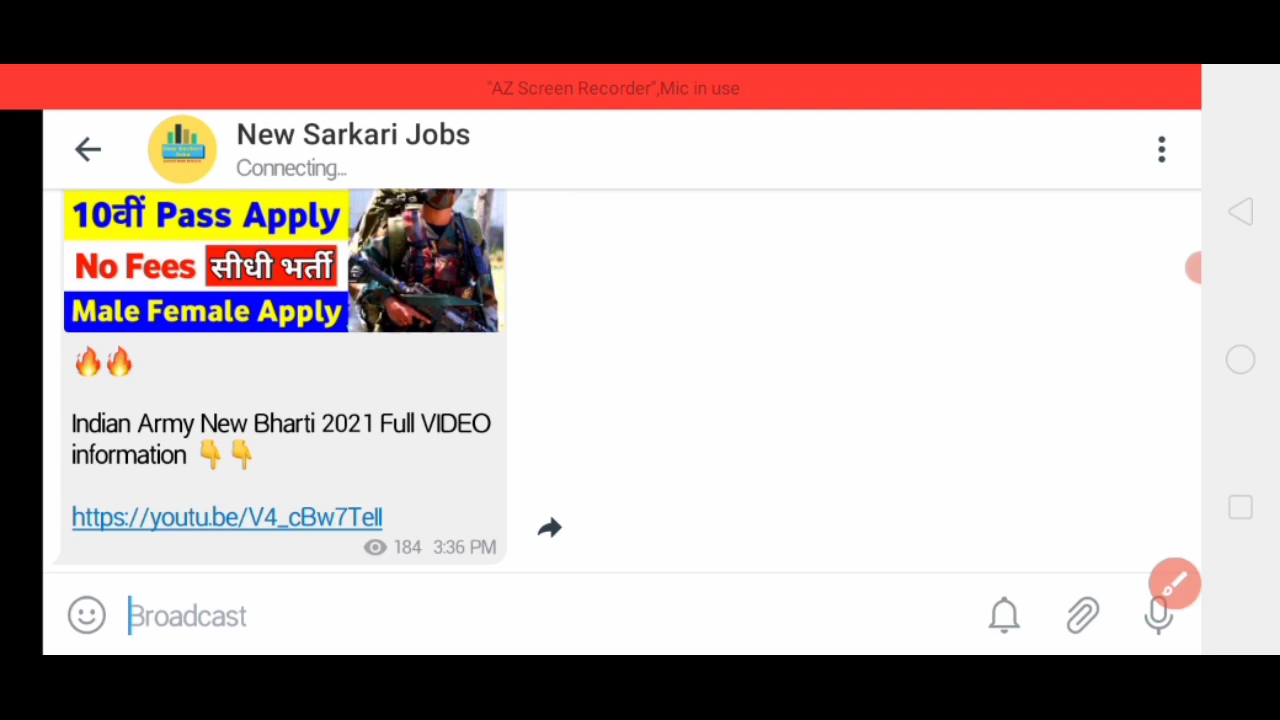 "AZ Screen Recorder",Mic in use
New Sarkari Jobs
Connecting...
10वीं Pass Apply
No Fees सीधी भर्ती
Male Female Apply
🔥🔥
Indian Army New Bharti 2021 Full VIDEO
information 👇👇
https://youtu.be/V4_cBw7TeII
184 3:36 PM
Broadcast